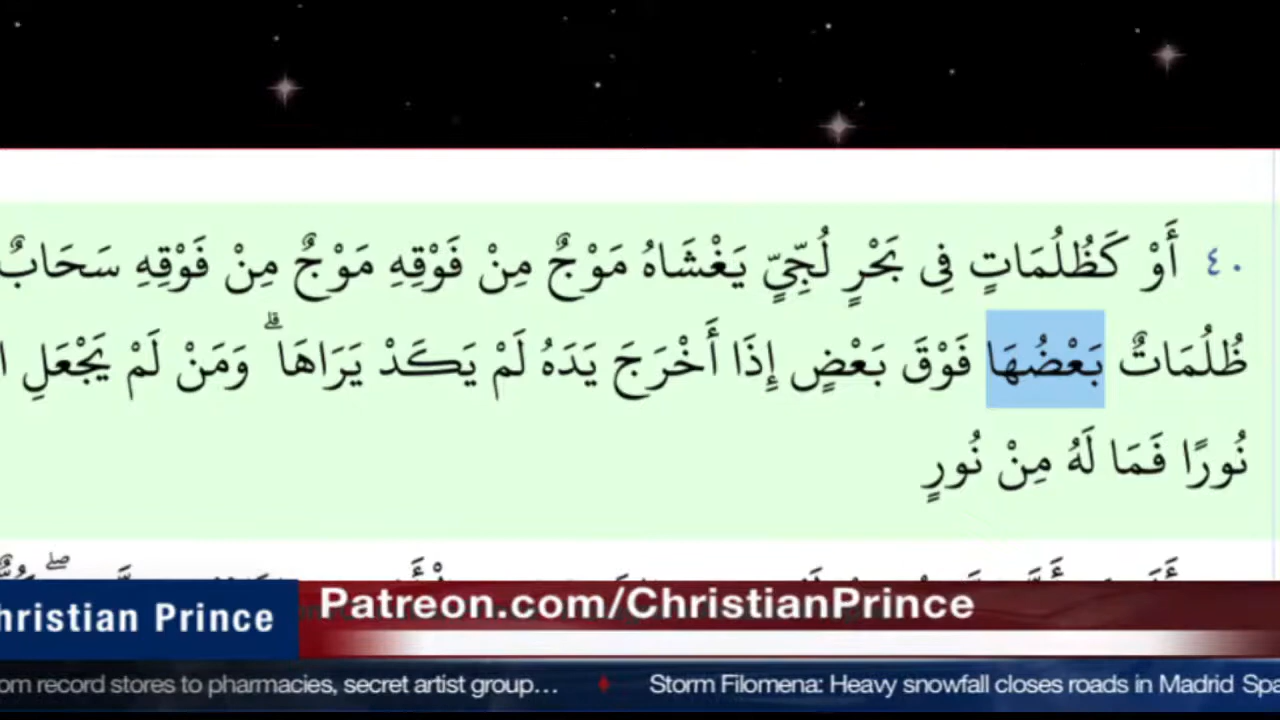 ٤٠ أَوْ كَظُلُمَاتٍ فِى بَحْرٍ لُجِّيٍّ يَغْشَاهُ مَوْجٌ مِنْ فَوْقِهِ مَوْجٌ مِنْ فَوْقِهِ سَحَابٌ
ظُلُمَاتٌ بَعْضُهَا فَوْقَ بَعْضٍ إِذَا أَخْرَجَ يَدَهُ لَمْ يَكَدْ يَرَاهَا ۗ وَمَنْ لَمْ يَجْعَلِ
نُورًا فَمَا لَهُ مِنْ نُورٍ
hristian Prince
Patreon.com/ChristianPrince
om record stores to pharmacies, secret artist group… ♦ Storm Filomena: Heavy snowfall closes roads in Madrid Spa